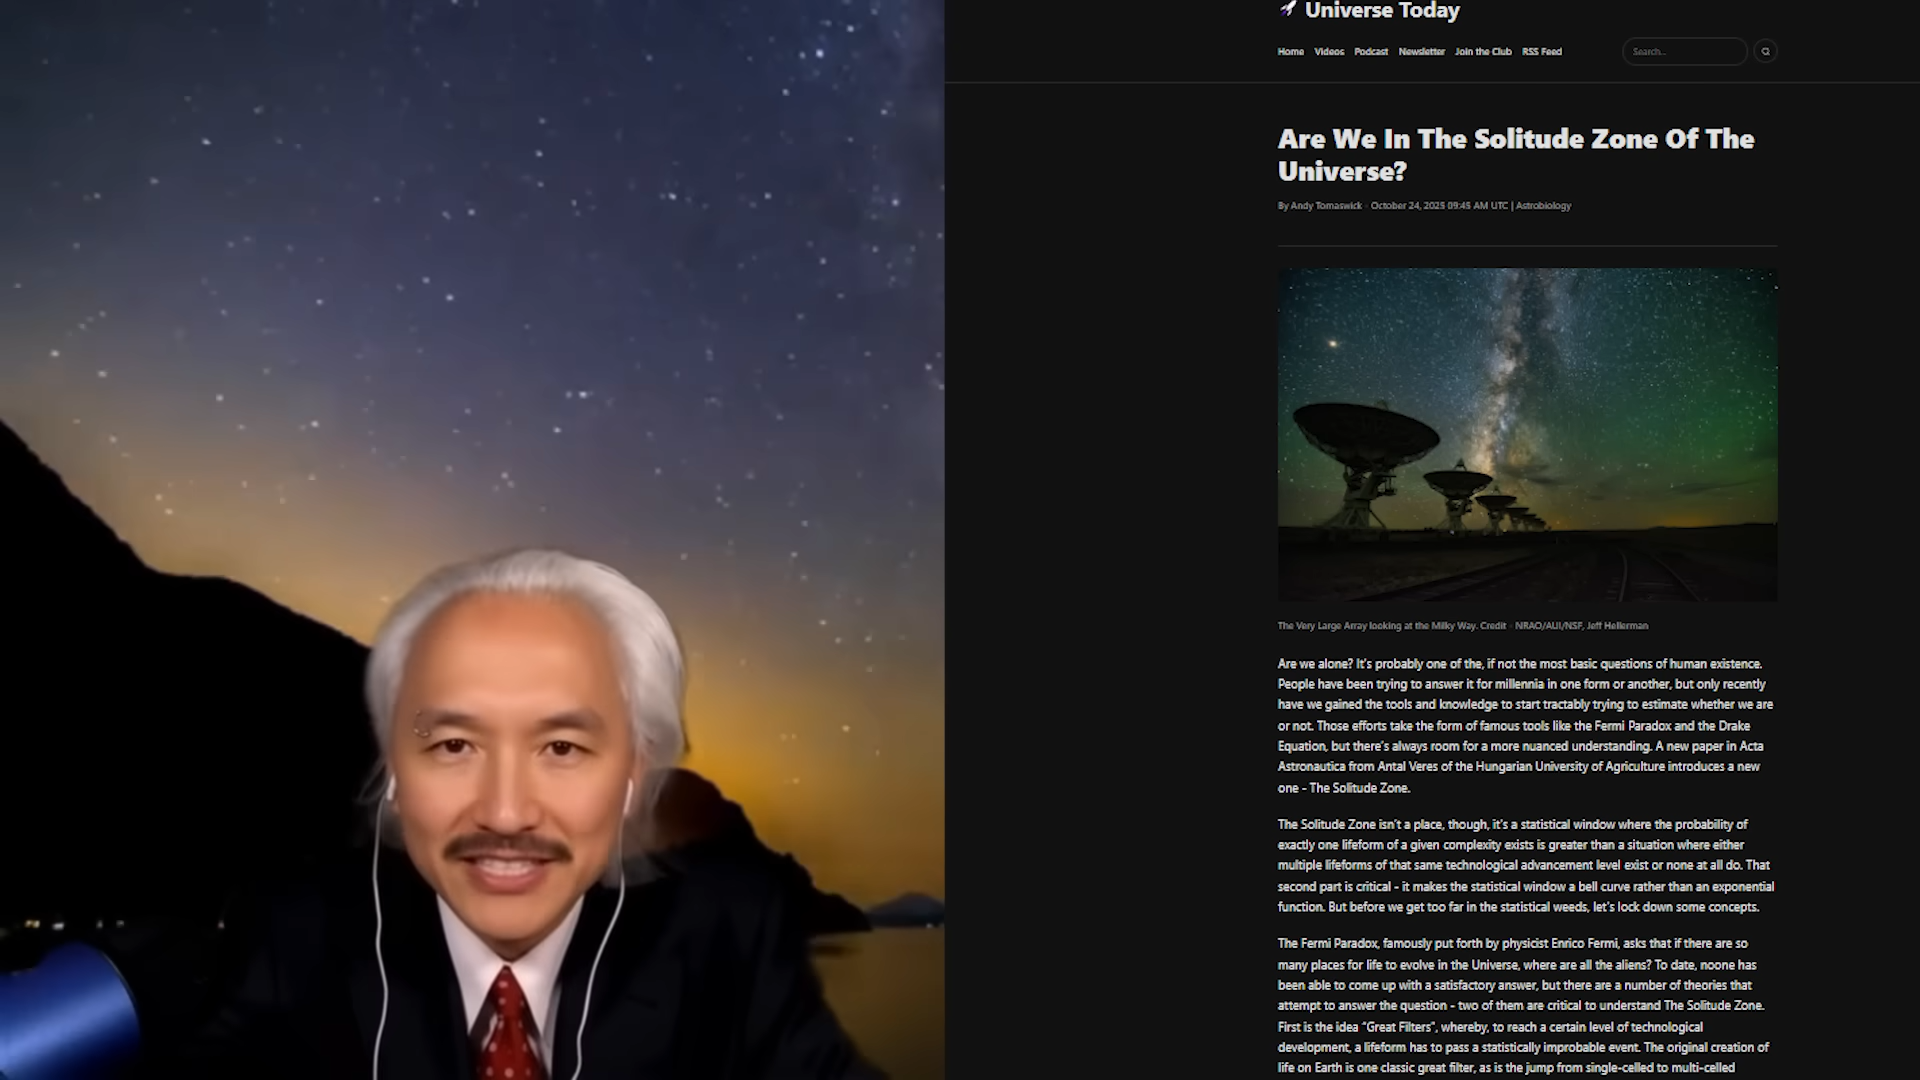 Universe Today
Home Videos Podcast Newsletter Join the Club RSS Feed
Search...
Are We In The Solitude Zone Of The
Universe?
By Andy Tomaswick - October 24, 2025 09:45 AM UTC | Astrobiology
The Very Large Array looking at the Milky Way. Credit - NRAO/AUI/NSF, Jeff Hellerman
Are we alone? It's probably one of the, if not the most basic questions of human existence.
People have been trying to answer it for millennia in one form or another, but only recently
have we gained the tools and knowledge to start tractably trying to estimate whether we are
or not. Those efforts take the form of famous tools like the Fermi Paradox and the Drake
Equation, but there's always room for a more nuanced understanding. A new paper in Acta
Astronautica from Antal Veres of the Hungarian University of Agriculture introduces a new
one - The Solitude Zone.
The Solitude Zone isn't a place, though, it's a statistical window where the probability of
exactly one lifeform of a given complexity exists is greater than a situation where either
multiple lifeforms of that same technological advancement level exist or none at all do. That
second part is critical - it makes the statistical window a bell curve rather than an exponential
function. But before we get too far in the statistical weeds, let's lock down some concepts.
The Fermi Paradox, famously put forth by physicist Enrico Fermi, asks that if there are so
many places for life to evolve in the Universe, where are all the aliens? To date, noone has
been able to come up with a satisfactory answer, but there are a number of theories that
attempt to answer the question - two of them are critical to understand The Solitude Zone.
First is the idea "Great Filters", whereby, to reach a certain level of technological
development, a lifeform has to pass a statistically improbable event. The original creation of
life on Earth is one classic great filter, as is the jump from single-celled to multi-celled